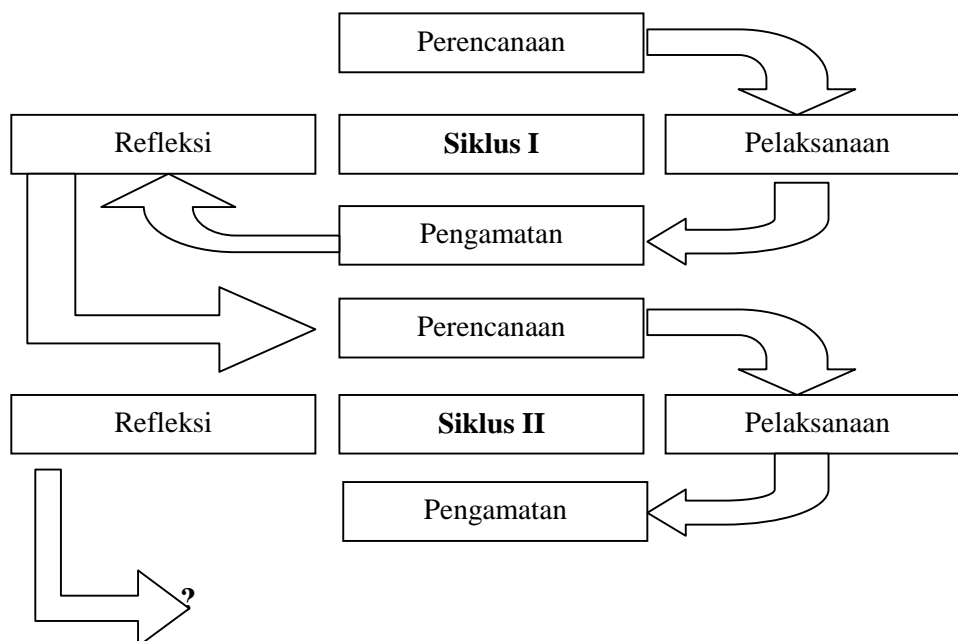 Perencanaan
Refleksi
Siklus I
Pelaksanaan
Pengamatan
Perencanaan
Refleksi
Siklus II
Pelaksanaan
Pengamatan
?